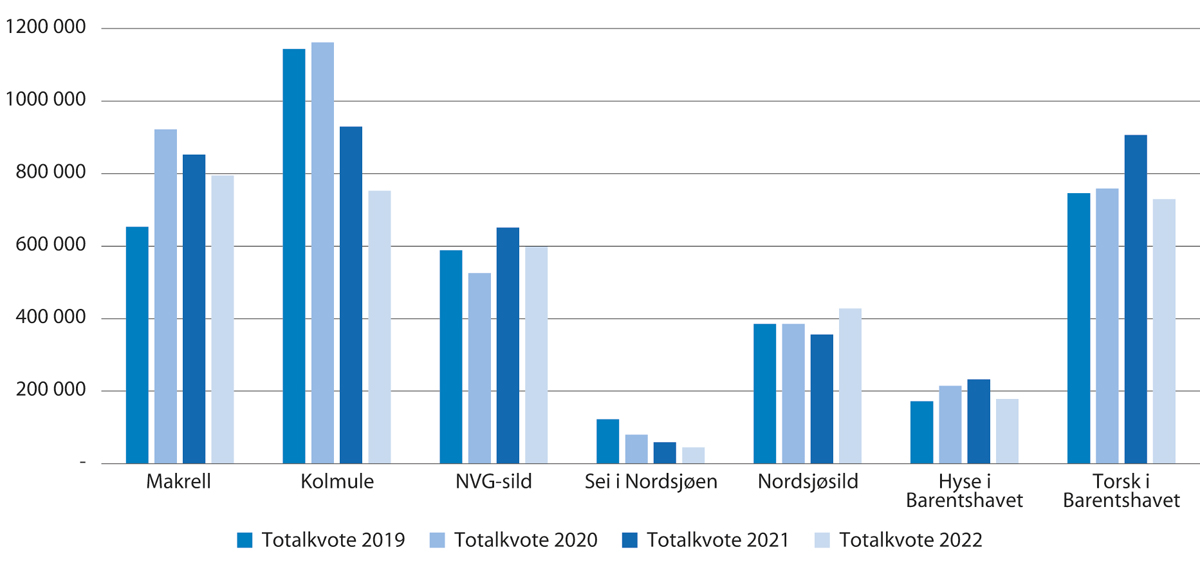 1200 000
1000 000
800 000
600 000
400 000
200 000
-
Makrell
Kolmule
NVG-sild
Sei i Nordsjøen
Nordsjøsild
Hyse i
Barentshavet
Torsk i
Barentshavet
Totalkvote 2019
Totalkvote 2020
Totalkvote 2021
Totalkvote 2022